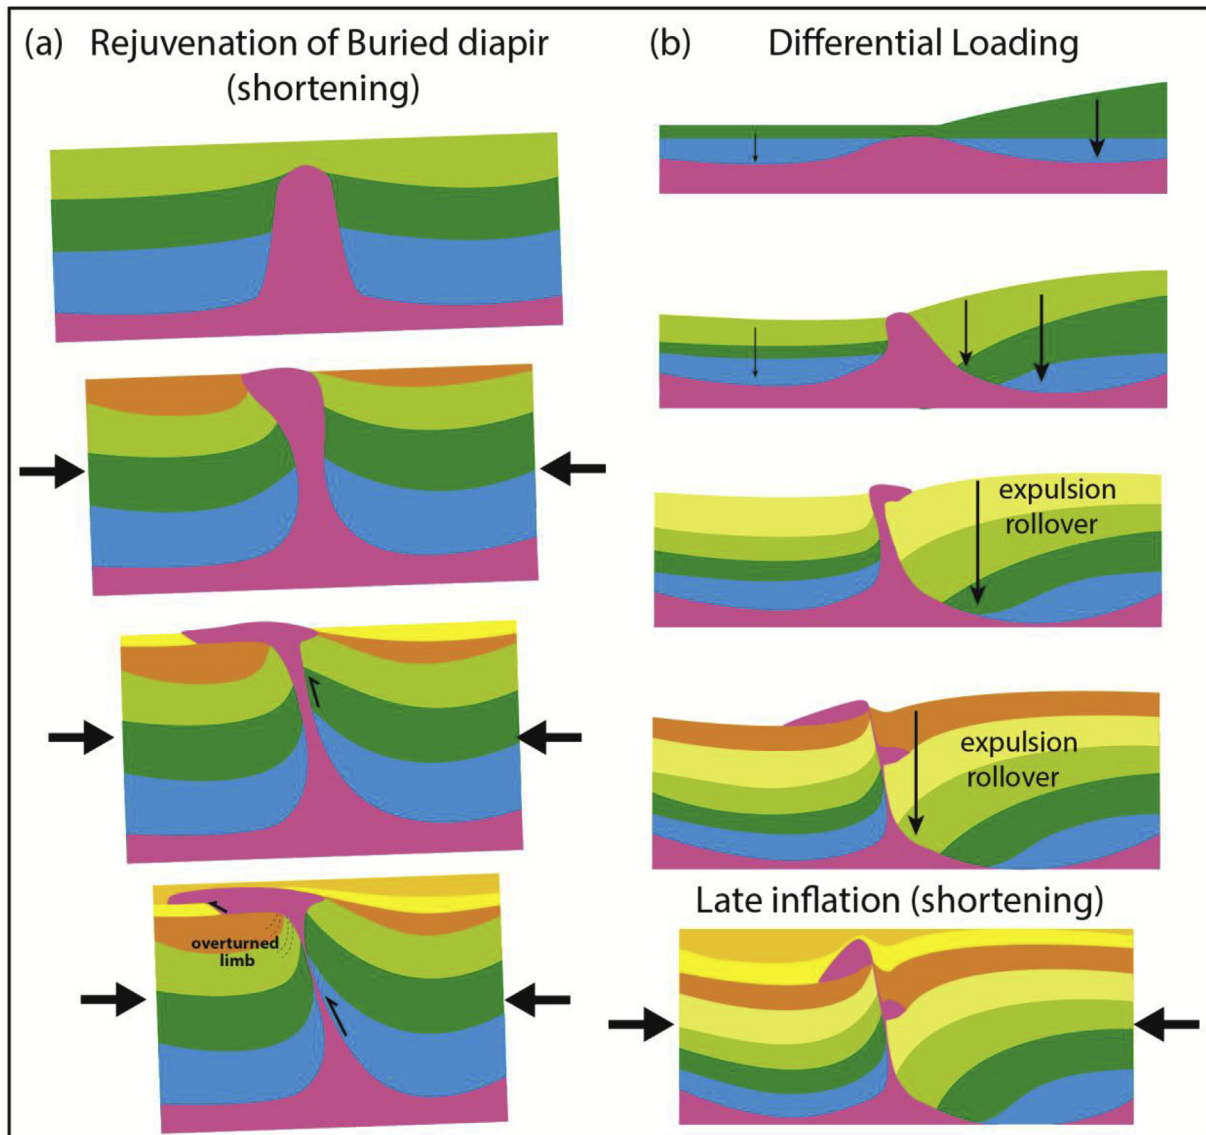 (a) Rejuvenation of Buried diapir
(shortening)
overturned
limb
(b) Differential Loading
expulsion
rollover
expulsion
rollover
Late inflation (shortening)